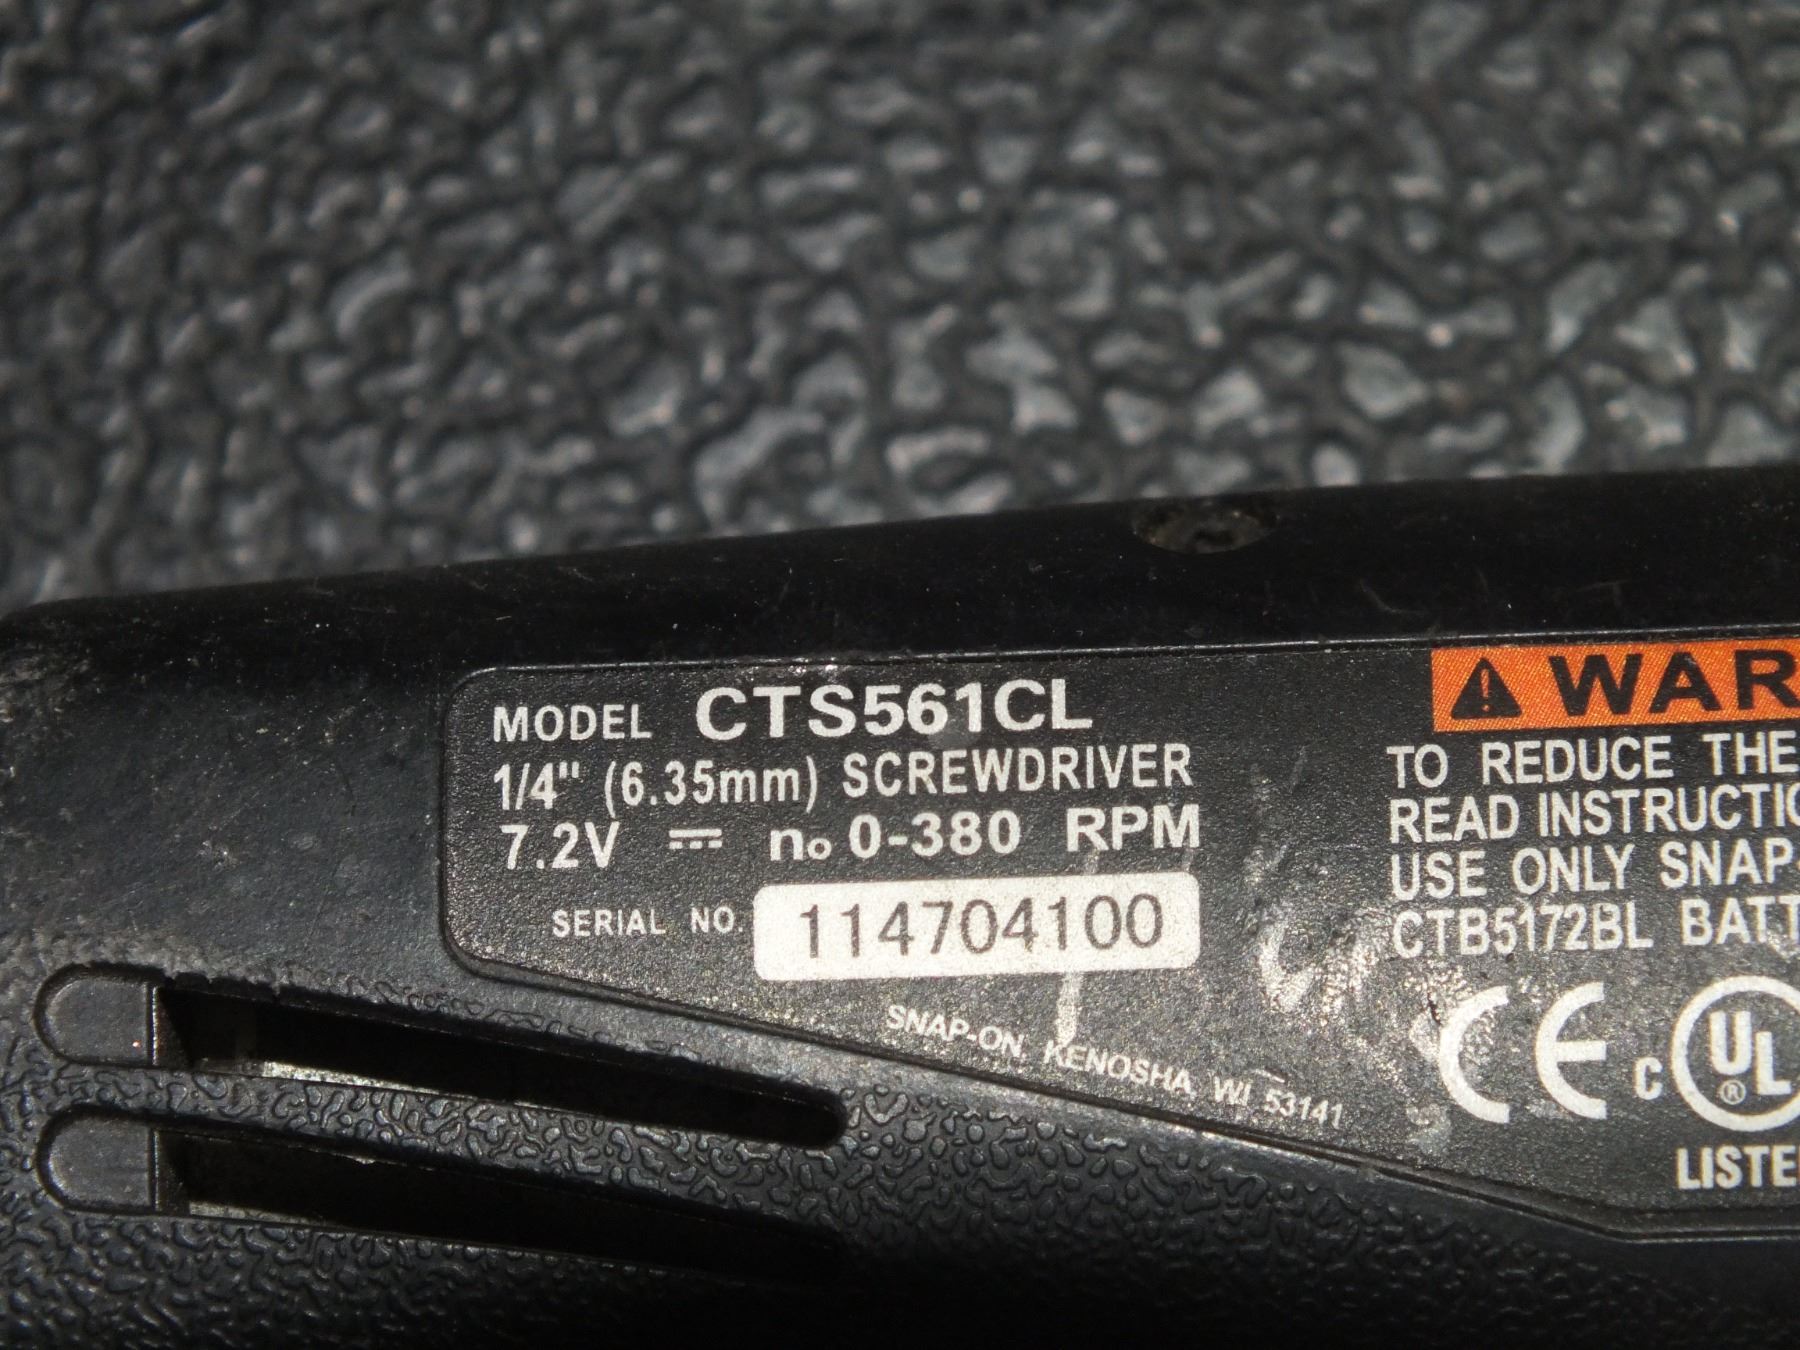 MODEL CTS561CL
1/4" (6.35mm) SCREWDRIVER
7.2V n₀ 0-380 RPM
SERIAL NO. 114704100
SNAP-ON, KENOSHA, WI 53141
WAR
TO REDUCE THE
READ INSTRUCTIO
USE ONLY SNAP-
CTB5172BL BATT
CE C UL ®
LISTE